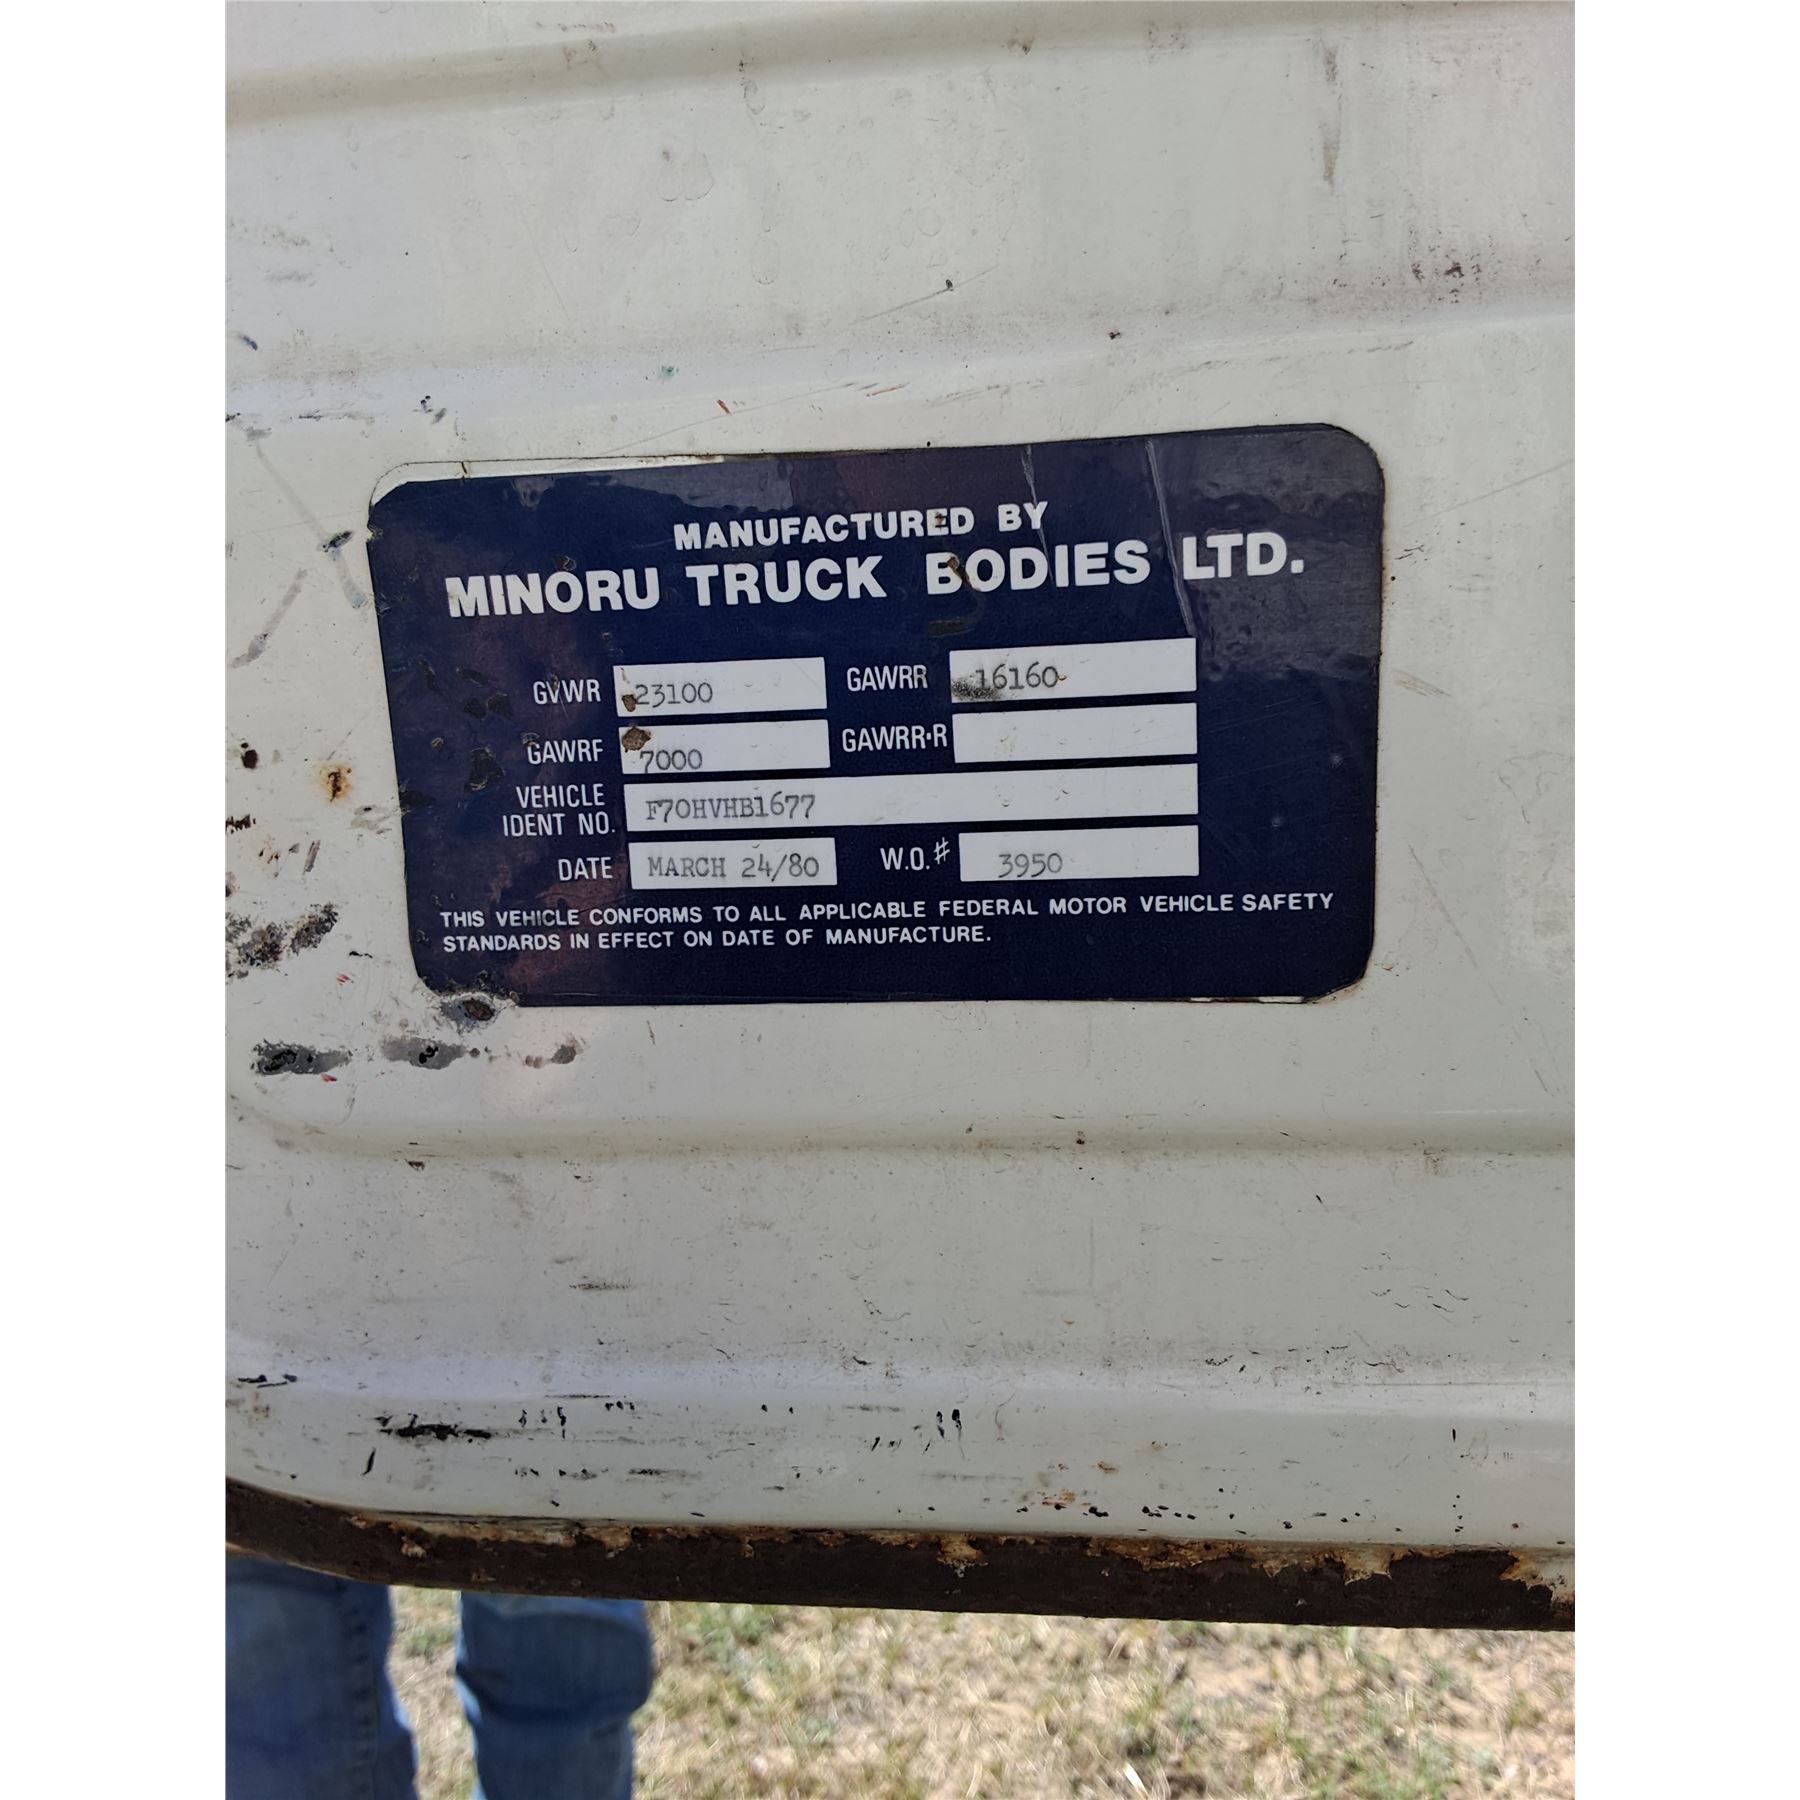 MANUFACTURED BY
MINORU TRUCK BODIES LTD.
GVWR 23100 GAWRR 16160
GAWRF 7000 GAWRR·R
VEHICLE
IDENT NO. F70HVHB1677
DATE MARCH 24/80 W.O.# 3950
THIS VEHICLE CONFORMS TO ALL APPLICABLE FEDERAL MOTOR VEHICLE SAFETY
STANDARDS IN EFFECT ON DATE OF MANUFACTURE.